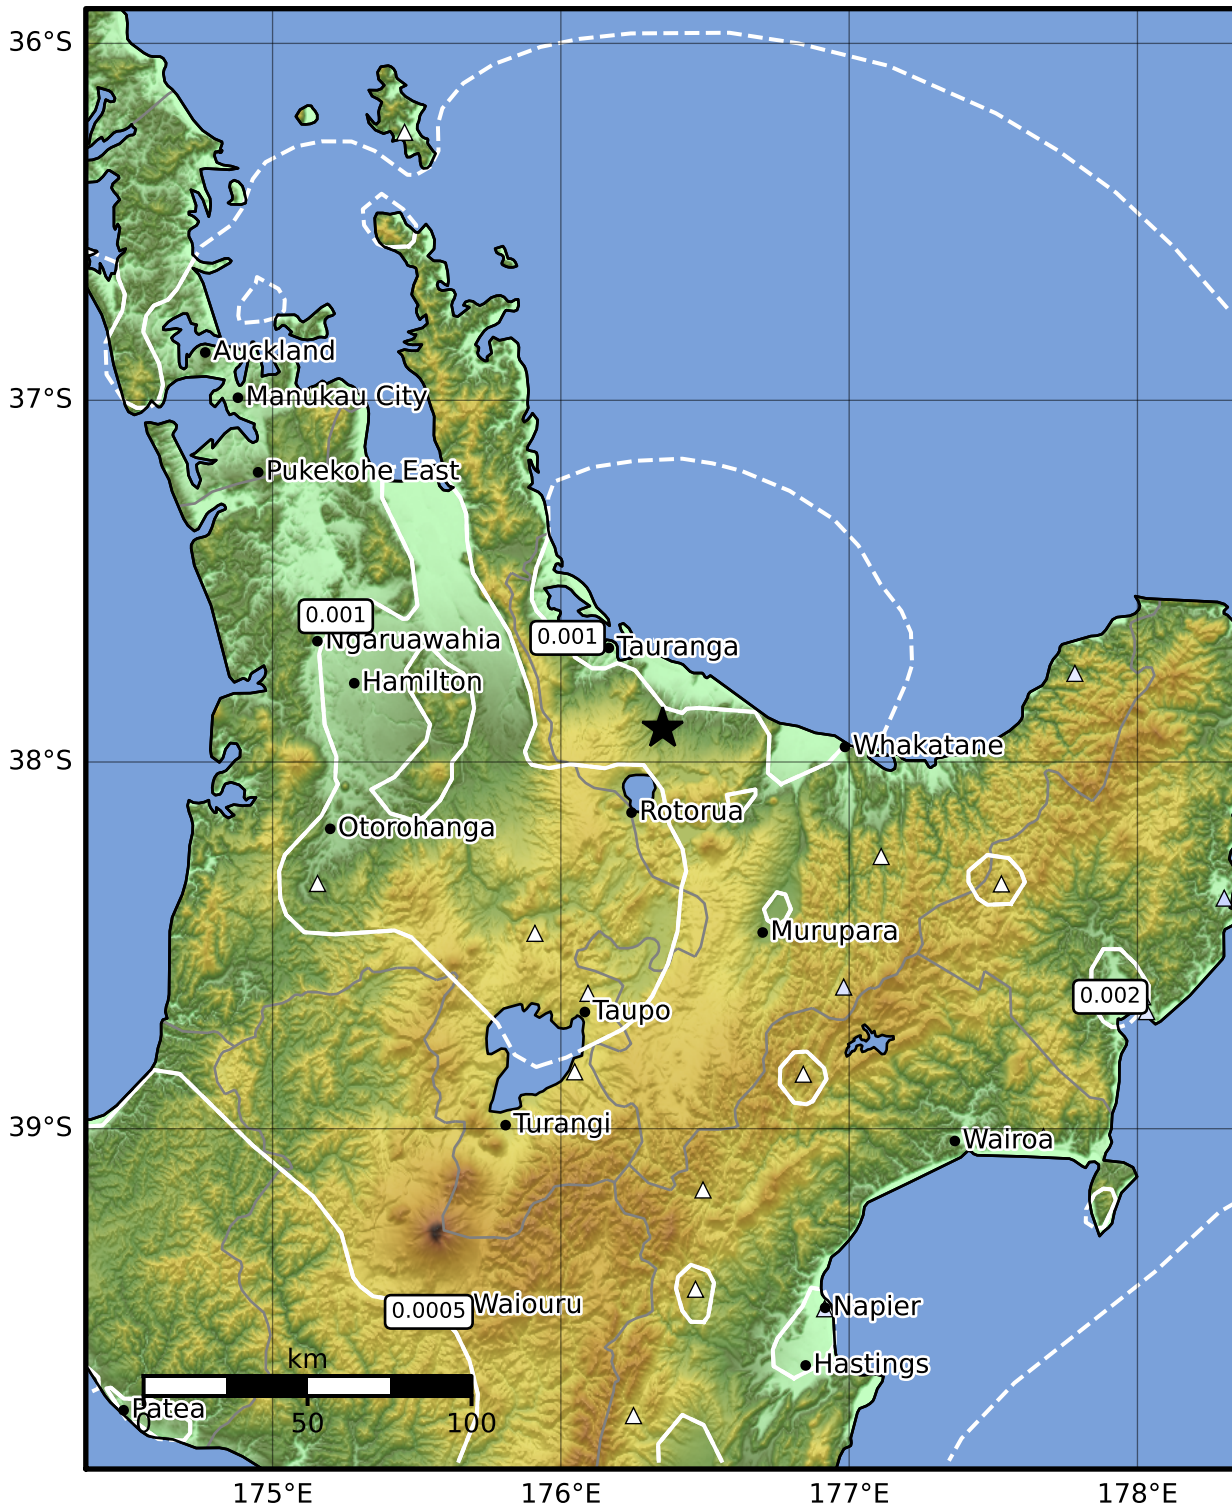 36°S
Auckland
37°S
Manukau City
Pukekohe East
0.001
Ngaruawahia
0.001
Tauranga
Hamilton
Whakatane
38°S
Rotorua
Otorohanga
Murupara
0.002
Taupo
39°S
Turangi
Wairoa
0.0005
Waiouru
Napier
km
Hastings
Patea
0
50
100
175°E
176°E
177°E
178°E